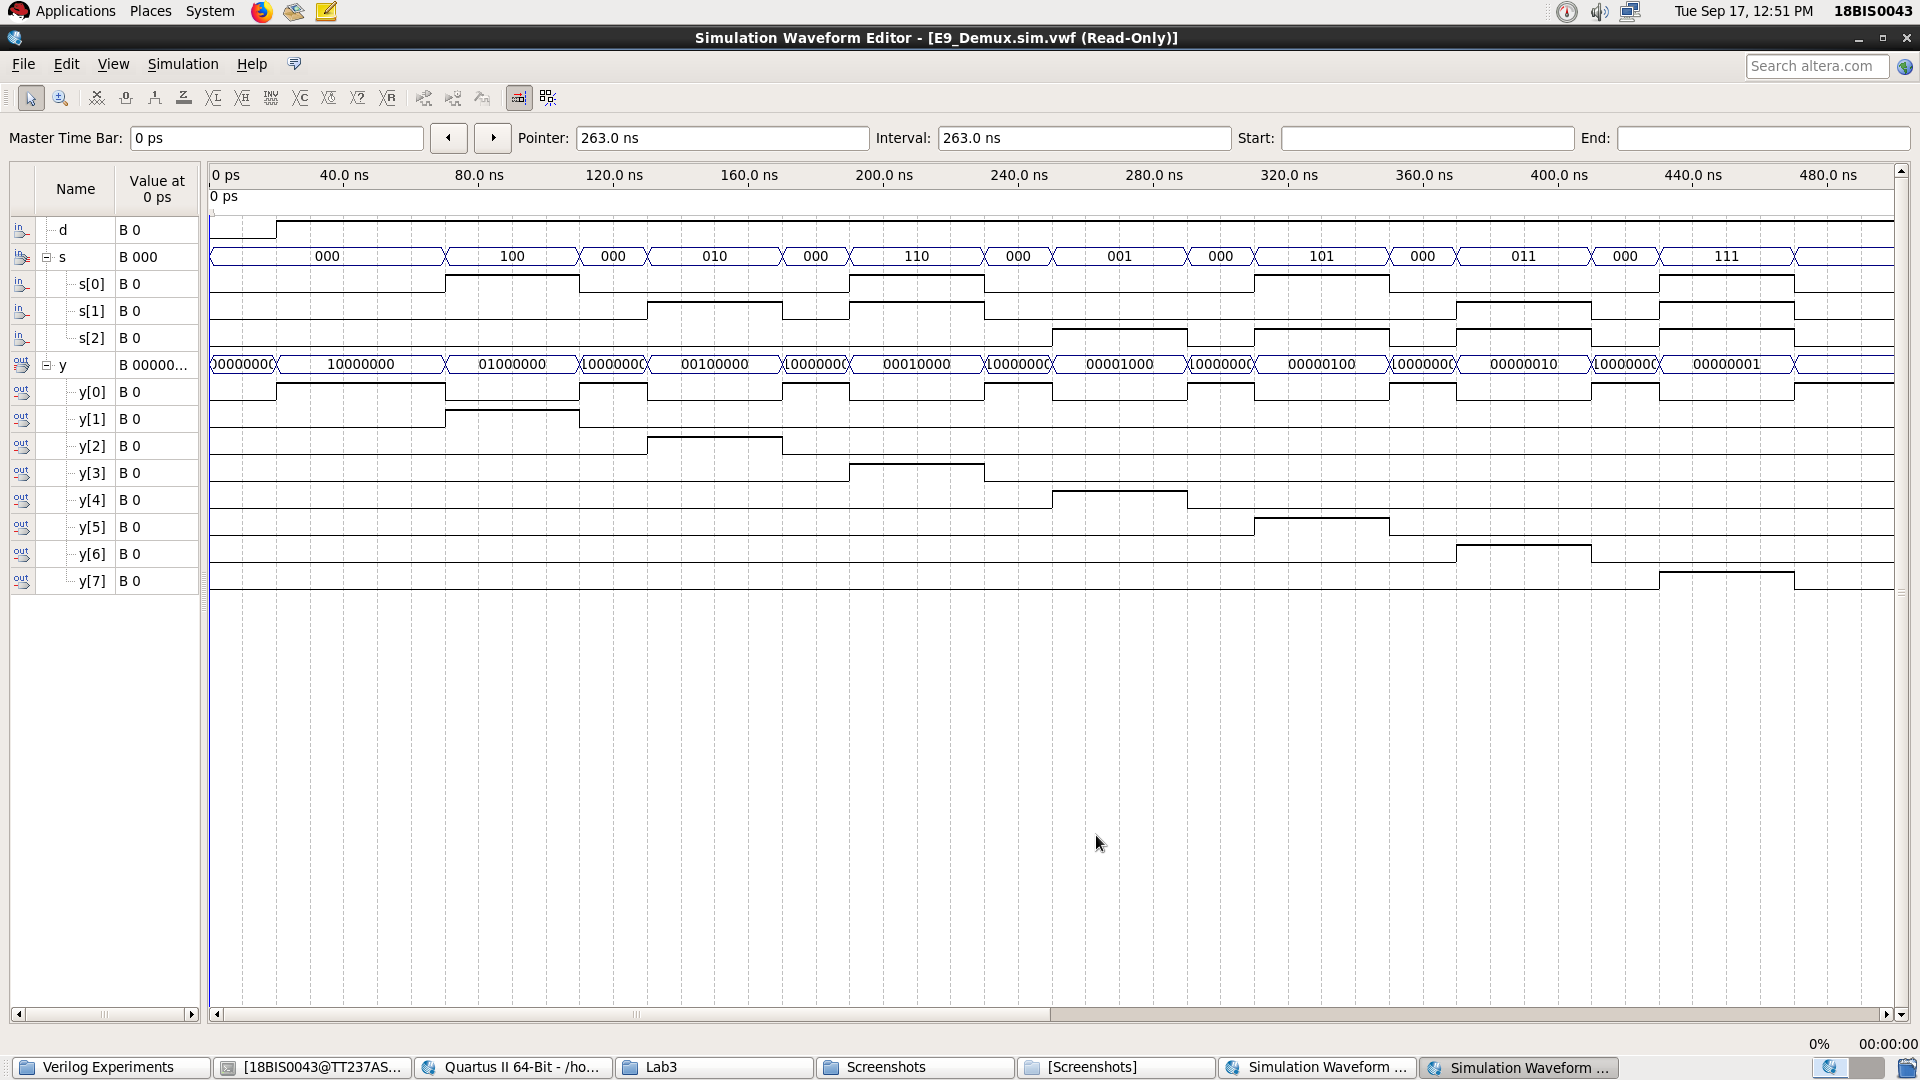 Applications Places System Tue Sep 17, 12:51 PM 18BIS0043
Simulation Waveform Editor - [E9_Demux.sim.vwf (Read-Only)]
File Edit View Simulation Help Search altera.com
Master Time Bar: 0 ps Pointer: 263.0 ns Interval: 263.0 ns Start: End:
Name Value at 0 ps
0 ps 40.0 ns 80.0 ns 120.0 ns 160.0 ns 200.0 ns 240.0 ns 280.0 ns 320.0 ns 360.0 ns 400.0 ns 440.0 ns 480.0 ns
0 ps
d B 0
s B 000 000 100 000 010 000 110 000 001 000 101 000 011 000 111
s[0] B 0
s[1] B 0
s[2] B 0
y B 00000... 00000000 10000000 01000000 10000000 00100000 10000000 00010000 10000000 00001000 10000000 00000100 10000000 00000010 10000000 00000001
y[0] B 0
y[1] B 0
y[2] B 0
y[3] B 0
y[4] B 0
y[5] B 0
y[6] B 0
y[7] B 0
0% 00:00:00
Verilog Experiments [18BIS0043@TT237AS... Quartus II 64-Bit - /ho... Lab3 Screenshots [Screenshots] Simulation Waveform ... Simulation Waveform ...